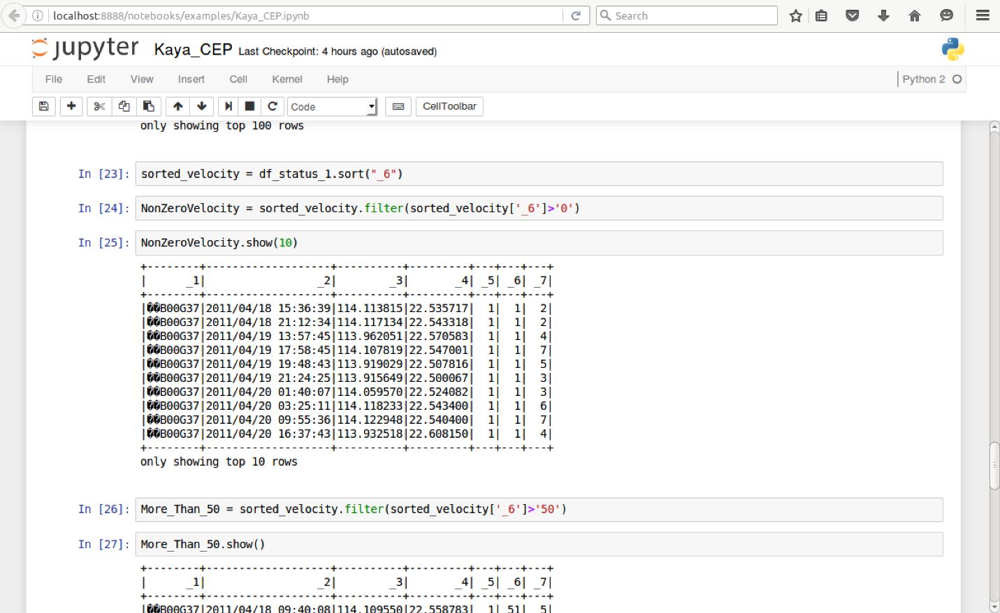 localhost:8888/notebooks/examples/Kaya_CEP.ipynb
Search
jupyter Kaya_CEP Last Checkpoint: 4 hours ago (autosaved)
File Edit View Insert Cell Kernel Help Python 2
Code CellToolbar
only showing top 100 rows
In [23]: sorted_velocity = df_status_1.sort("_6")
In [24]: NonZeroVelocity = sorted_velocity.filter(sorted_velocity['_6']>'0')
In [25]: NonZeroVelocity.show(10)
+--------+-------------------+----------+---------+---+---+---+
|      _1|                 _2|        _3|       _4| _5| _6| _7|
+--------+-------------------+----------+---------+---+---+---+
|��B00G37|2011/04/18 15:36:39|114.113815|22.535717|  1|  1|  2|
|��B00G37|2011/04/18 21:12:34|114.117134|22.543318|  1|  1|  2|
|��B00G37|2011/04/19 13:57:45|113.962051|22.570583|  1|  1|  4|
|��B00G37|2011/04/19 17:58:45|114.107819|22.547001|  1|  1|  7|
|��B00G37|2011/04/19 19:48:43|113.919029|22.507816|  1|  1|  5|
|��B00G37|2011/04/19 21:24:25|113.915649|22.500067|  1|  1|  3|
|��B00G37|2011/04/20 01:40:07|114.059570|22.524082|  1|  1|  3|
|��B00G37|2011/04/20 03:25:11|114.118233|22.543400|  1|  1|  6|
|��B00G37|2011/04/20 09:55:36|114.122948|22.540400|  1|  1|  7|
|��B00G37|2011/04/20 16:37:43|113.932518|22.608150|  1|  1|  4|
+--------+-------------------+----------+---------+---+---+---+
only showing top 10 rows
In [26]: More_Than_50 = sorted_velocity.filter(sorted_velocity['_6']>'50')
In [27]: More_Than_50.show()
+--------+-------------------+----------+---------+---+---+---+
|      _1|                 _2|        _3|       _4| _5| _6| _7|
+--------+-------------------+----------+---------+---+---+---+
|��B00G37|2011/04/18 09:40:08|114.109550|22.558783|  1| 51|  5|